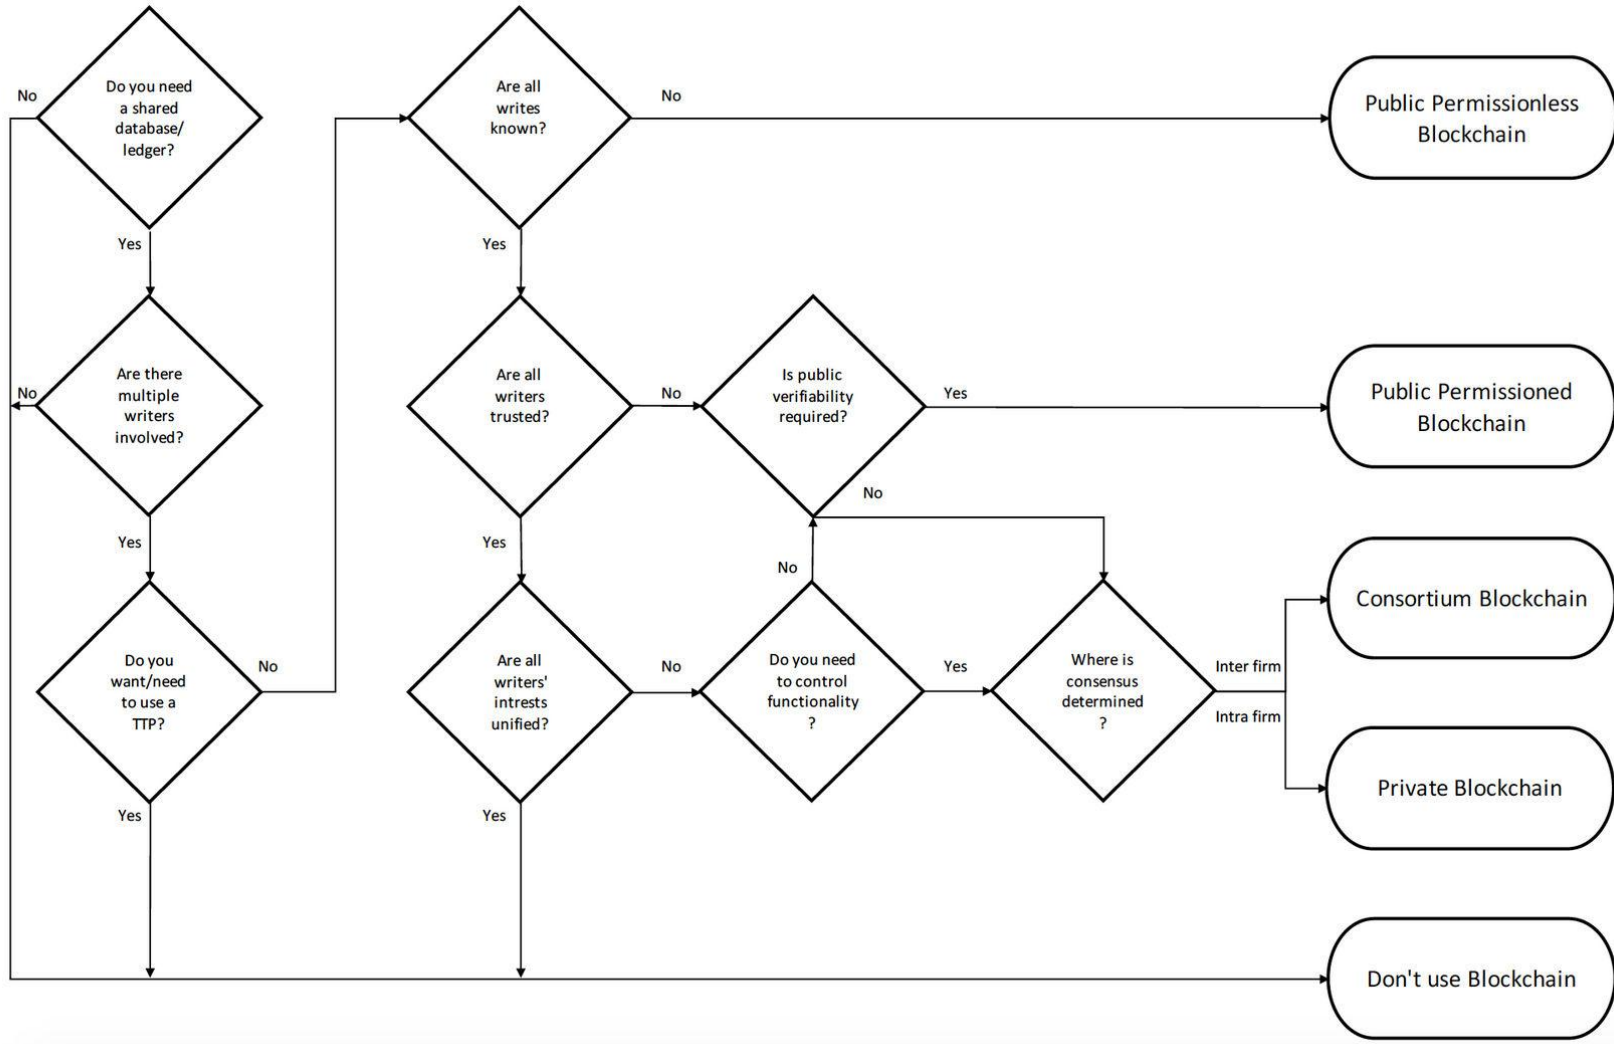 No
Do you need
a shared
database/
ledger?
Are all
writes
known?
No
Public Permissionless
Blockchain
Yes
Yes
No
Are there
multiple
writers
involved?
Are all
writers
trusted?
No
Is public
verifiability
required?
Yes
Public Permissioned
Blockchain
No
Yes
Yes
No
Do you
want/need
to use a
TTP?
No
Are all
writers'
intrests
unified?
No
Do you need
to control
functionality
?
Yes
Where is
consensus
determined
?
Inter firm
Intra firm
Consortium Blockchain
Private Blockchain
Yes
Yes
Don't use Blockchain